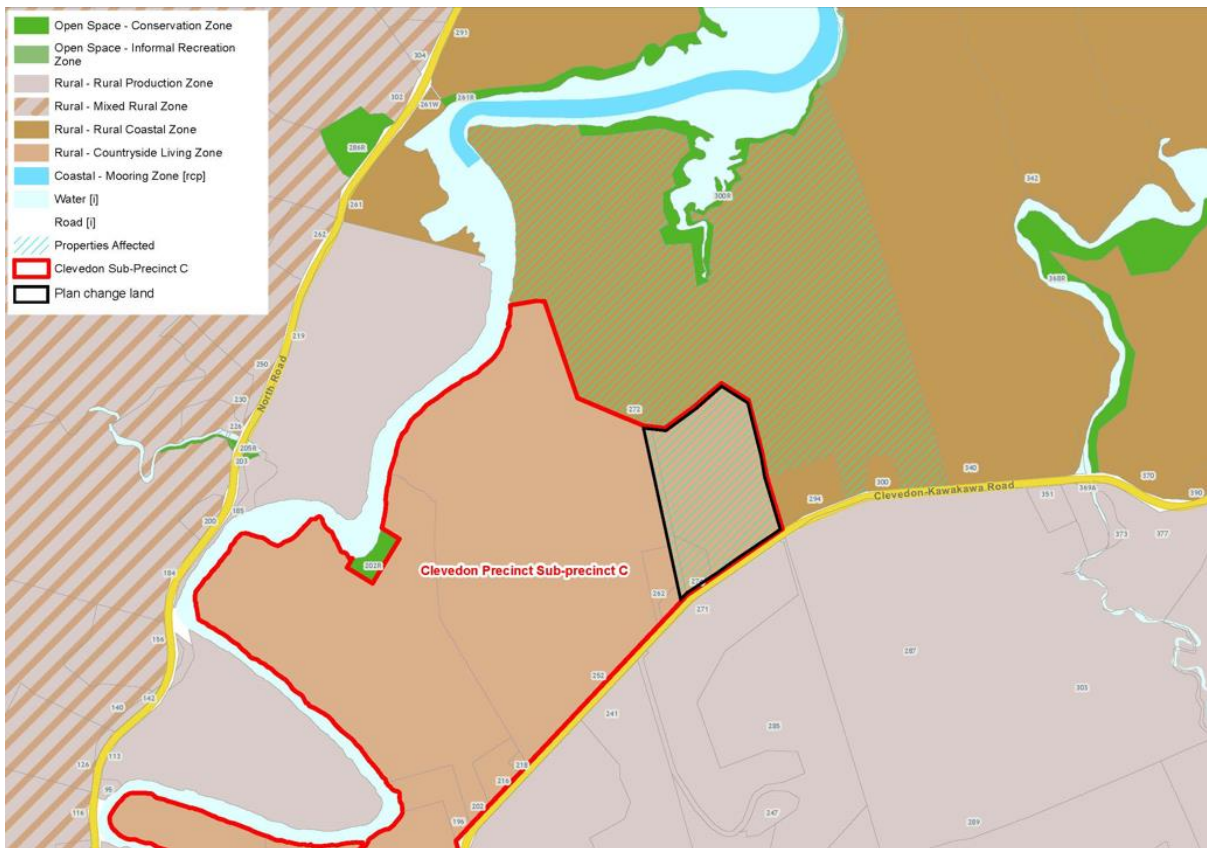 Open Space - Conservation Zone
Open Space - Informal Recreation
Zone
Rural - Rural Production Zone
Rural - Mixed Rural Zone
Rural - Rural Coastal Zone
Rural - Countryside Living Zone
Coastal - Mooring Zone [rcp]
Water [i]
Road [i]
Properties Affected
Clevedon Sub-Precinct C
Plan change land
291
304
302
261W
261R
286R
261
262
300R
342
368R
219
North Road
250
230
226
205R
203
272
200
185
202R
Clevedon Precinct Sub-precinct C
294
300
Clevedon-Kawakawa Road
340
351
369A
370
390
373
377
262
271
184
156
287
303
252
241
142
140
285
113
126
95
116
218
216
202
196
247
289